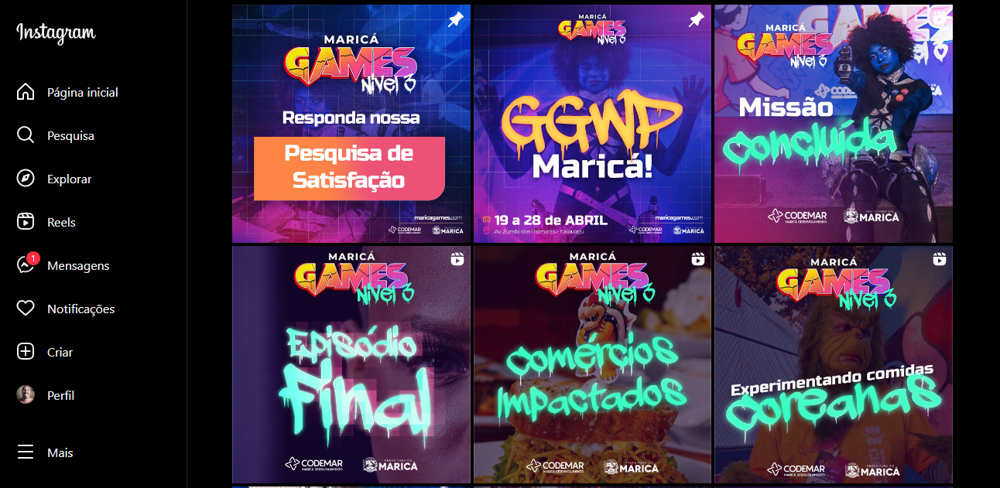 Instagram
Página inicial
Pesquisa
Explorar
Reels
1
Mensagens
Notificações
Criar
Perfil
Mais
MARICÁ
GAMES
Nível 3
Responda nossa
Pesquisa de
Satisfação
maricagames.com
CODEMAR
MARICÁ
MARICÁ
GAMES
Nível 3
GGWP
Maricá!
19 a 28 de ABRIL
Av. Zumbi dos Palmares - Itaipuaçu
maricagames.com
CODEMAR
MARICÁ
MARICÁ
GAMES
Nível 3
Missão
concluída
CODEMAR
MARICÁ DESENVOLVIMENTO
PREFEITURA DE
MARICÁ
MARICÁ
GAMES
Nível 3
Episódio
Final
CODEMAR
MARICÁ DESENVOLVIMENTO
PREFEITURA DE
MARICÁ
MARICÁ
GAMES
Nível 3
comércios
Impactados
CODEMAR
MARICÁ DESENVOLVIMENTO
PREFEITURA DE
MARICÁ
MARICÁ
GAMES
Nível 3
Experimentando comidas
coreanas
CODEMAR
MARICÁ DESENVOLVIMENTO
PREFEITURA DE
MARICÁ